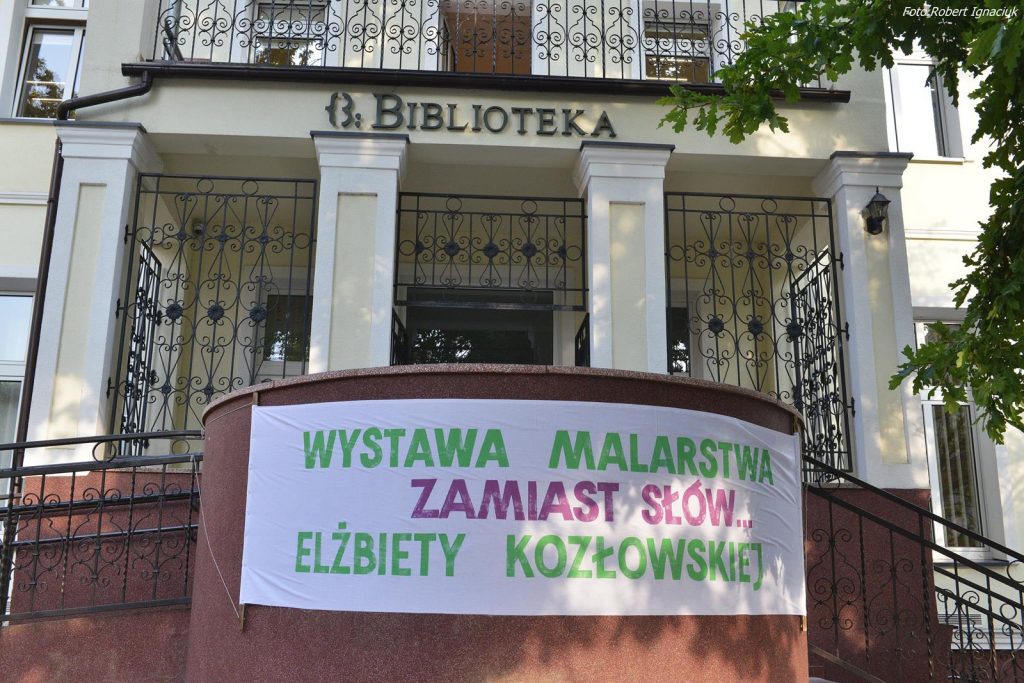 Foto:Robert Ignaciuk
{B; BIBLIOTEKA
WYSTAWA MALARSTWA
ZAMIAST SŁÓW...
ELŻBIETY KOZŁOWSKIEJ